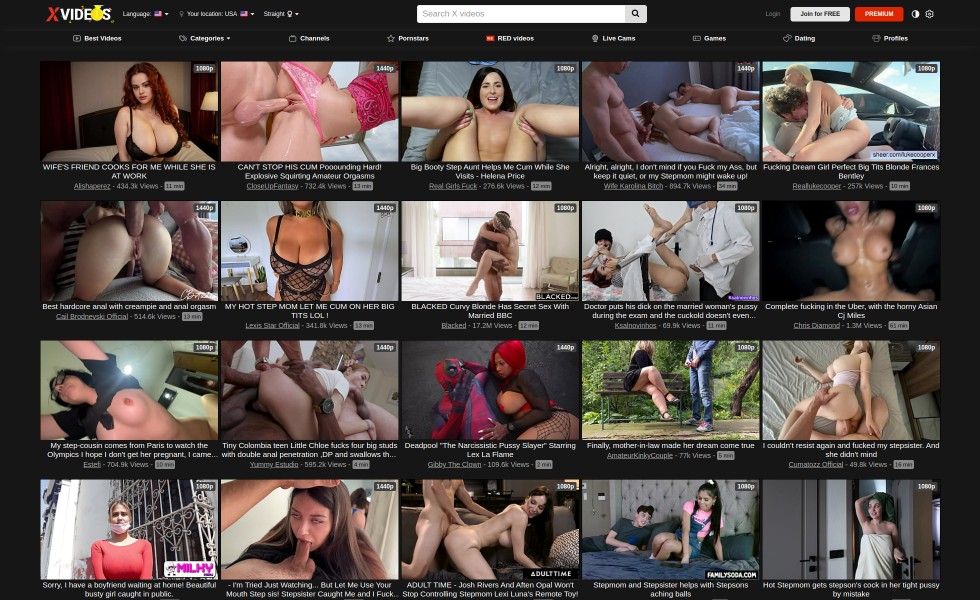 XVIDEOS
Language:
Your location: USA
Straight
Search X videos
Login
Join for FREE
PREMIUM
Best Videos
Categories
Channels
Pornstars
RED videos
Live Cams
Games
Dating
Profiles
1080p
1440p
1080p
1440p
1080p
sheer.com/lukecooperx
WIFE'S FRIEND COOKS FOR ME WHILE SHE IS
AT WORK
Alishaperez - 434.3k Views - 11 min
CAN'T STOP HIS CUM Poounding Hard!
Explosive Squirting Amateur Orgasms
CloseUpFantasy - 732.4k Views - 13 min
Big Booty Step Aunt Helps Me Cum While She
Visits - Helena Price
Real Girls Fuck - 276.6k Views - 12 min
Alright, alright, I don't mind if you Fuck my Ass, but
keep it quiet, or my Stepmom might wake up!
Wife Karolina Bitch - 894.7k Views - 34 min
Fucking Dream Girl Perfect Big Tits Blonde Frances
Bentley
Reallukecooper - 257k Views - 18 min
1440p
1440p
1080p
1080p
1080p
BLACKED
Ksalnovinhos
Best hardcore anal with creampie and anal orgasm
Cail Brodnevski Official - 514.6k Views - 13 min
MY HOT STEP MOM LET ME CUM ON HER BIG
TITS LOL !
Lexis Star Official - 341.8k Views - 13 min
BLACKED Curvy Blonde Has Secret Sex With
Married BBC
Blacked - 17.2M Views - 12 min
Doctor puts his dick on the married woman's pussy
during the exam and the cuckold doesn't even...
Ksalnovinhos - 69.9k Views - 11 min
Complete fucking in the Uber, with the horny Asian
Cj Miles
Chris Diamond - 1.3M Views - 61 min
1080p
1440p
1440p
1080p
1080p
My step-cousin comes from Paris to watch the
Olympics I hope I don't get her pregnant, I came...
Estefi - 704.9k Views - 10 min
Tiny Colombia teen Little Chloe fucks four big studs
with double anal penetration ,DP and swallows th...
Yummy Estudio - 595.2k Views - 4 min
Deadpool "The Narcissistic Pussy Slayer" Starring
Lex La Flame
Gibby The Clown - 109.6k Views - 2 min
Finally, mother-in-law made her dream come true
AmateurKinkyCouple - 77k Views - 5 min
I couldn't resist again and fucked my stepsister. And
she didn't mind
Cumatozz Official - 49.8k Views - 16 min
1080p
1440p
1080p
1080p
1080p
MILKY
ADULT TIME
FAMILYSODA.COM
Sorry, I have a boyfriend waiting at home! Beautiful
busty girl caught in public.
- I'm Tried Just Watching... But Let Me Use Your
Mouth Step sis! Stepsister Caught Me and I Fuck...
ADULT TIME - Josh Rivers And Aften Opal Won't
Stop Controlling Stepmom Lexi Luna's Remote Toy!
Stepmom and Stepsister helps with Stepsons
aching balls
Hot Stepmom gets stepson's cock in her tight pussy
by mistake